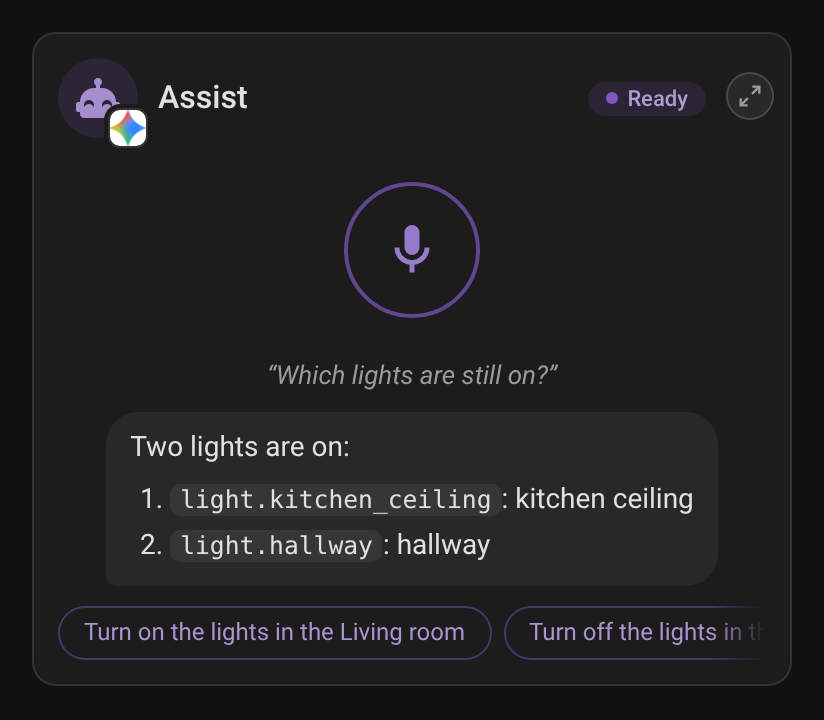 Assist
Ready
“Which lights are still on?”
Two lights are on:
1. light.kitchen_ceiling: kitchen ceiling
2. light.hallway: hallway
Turn on the lights in the Living room
Turn off the lights in